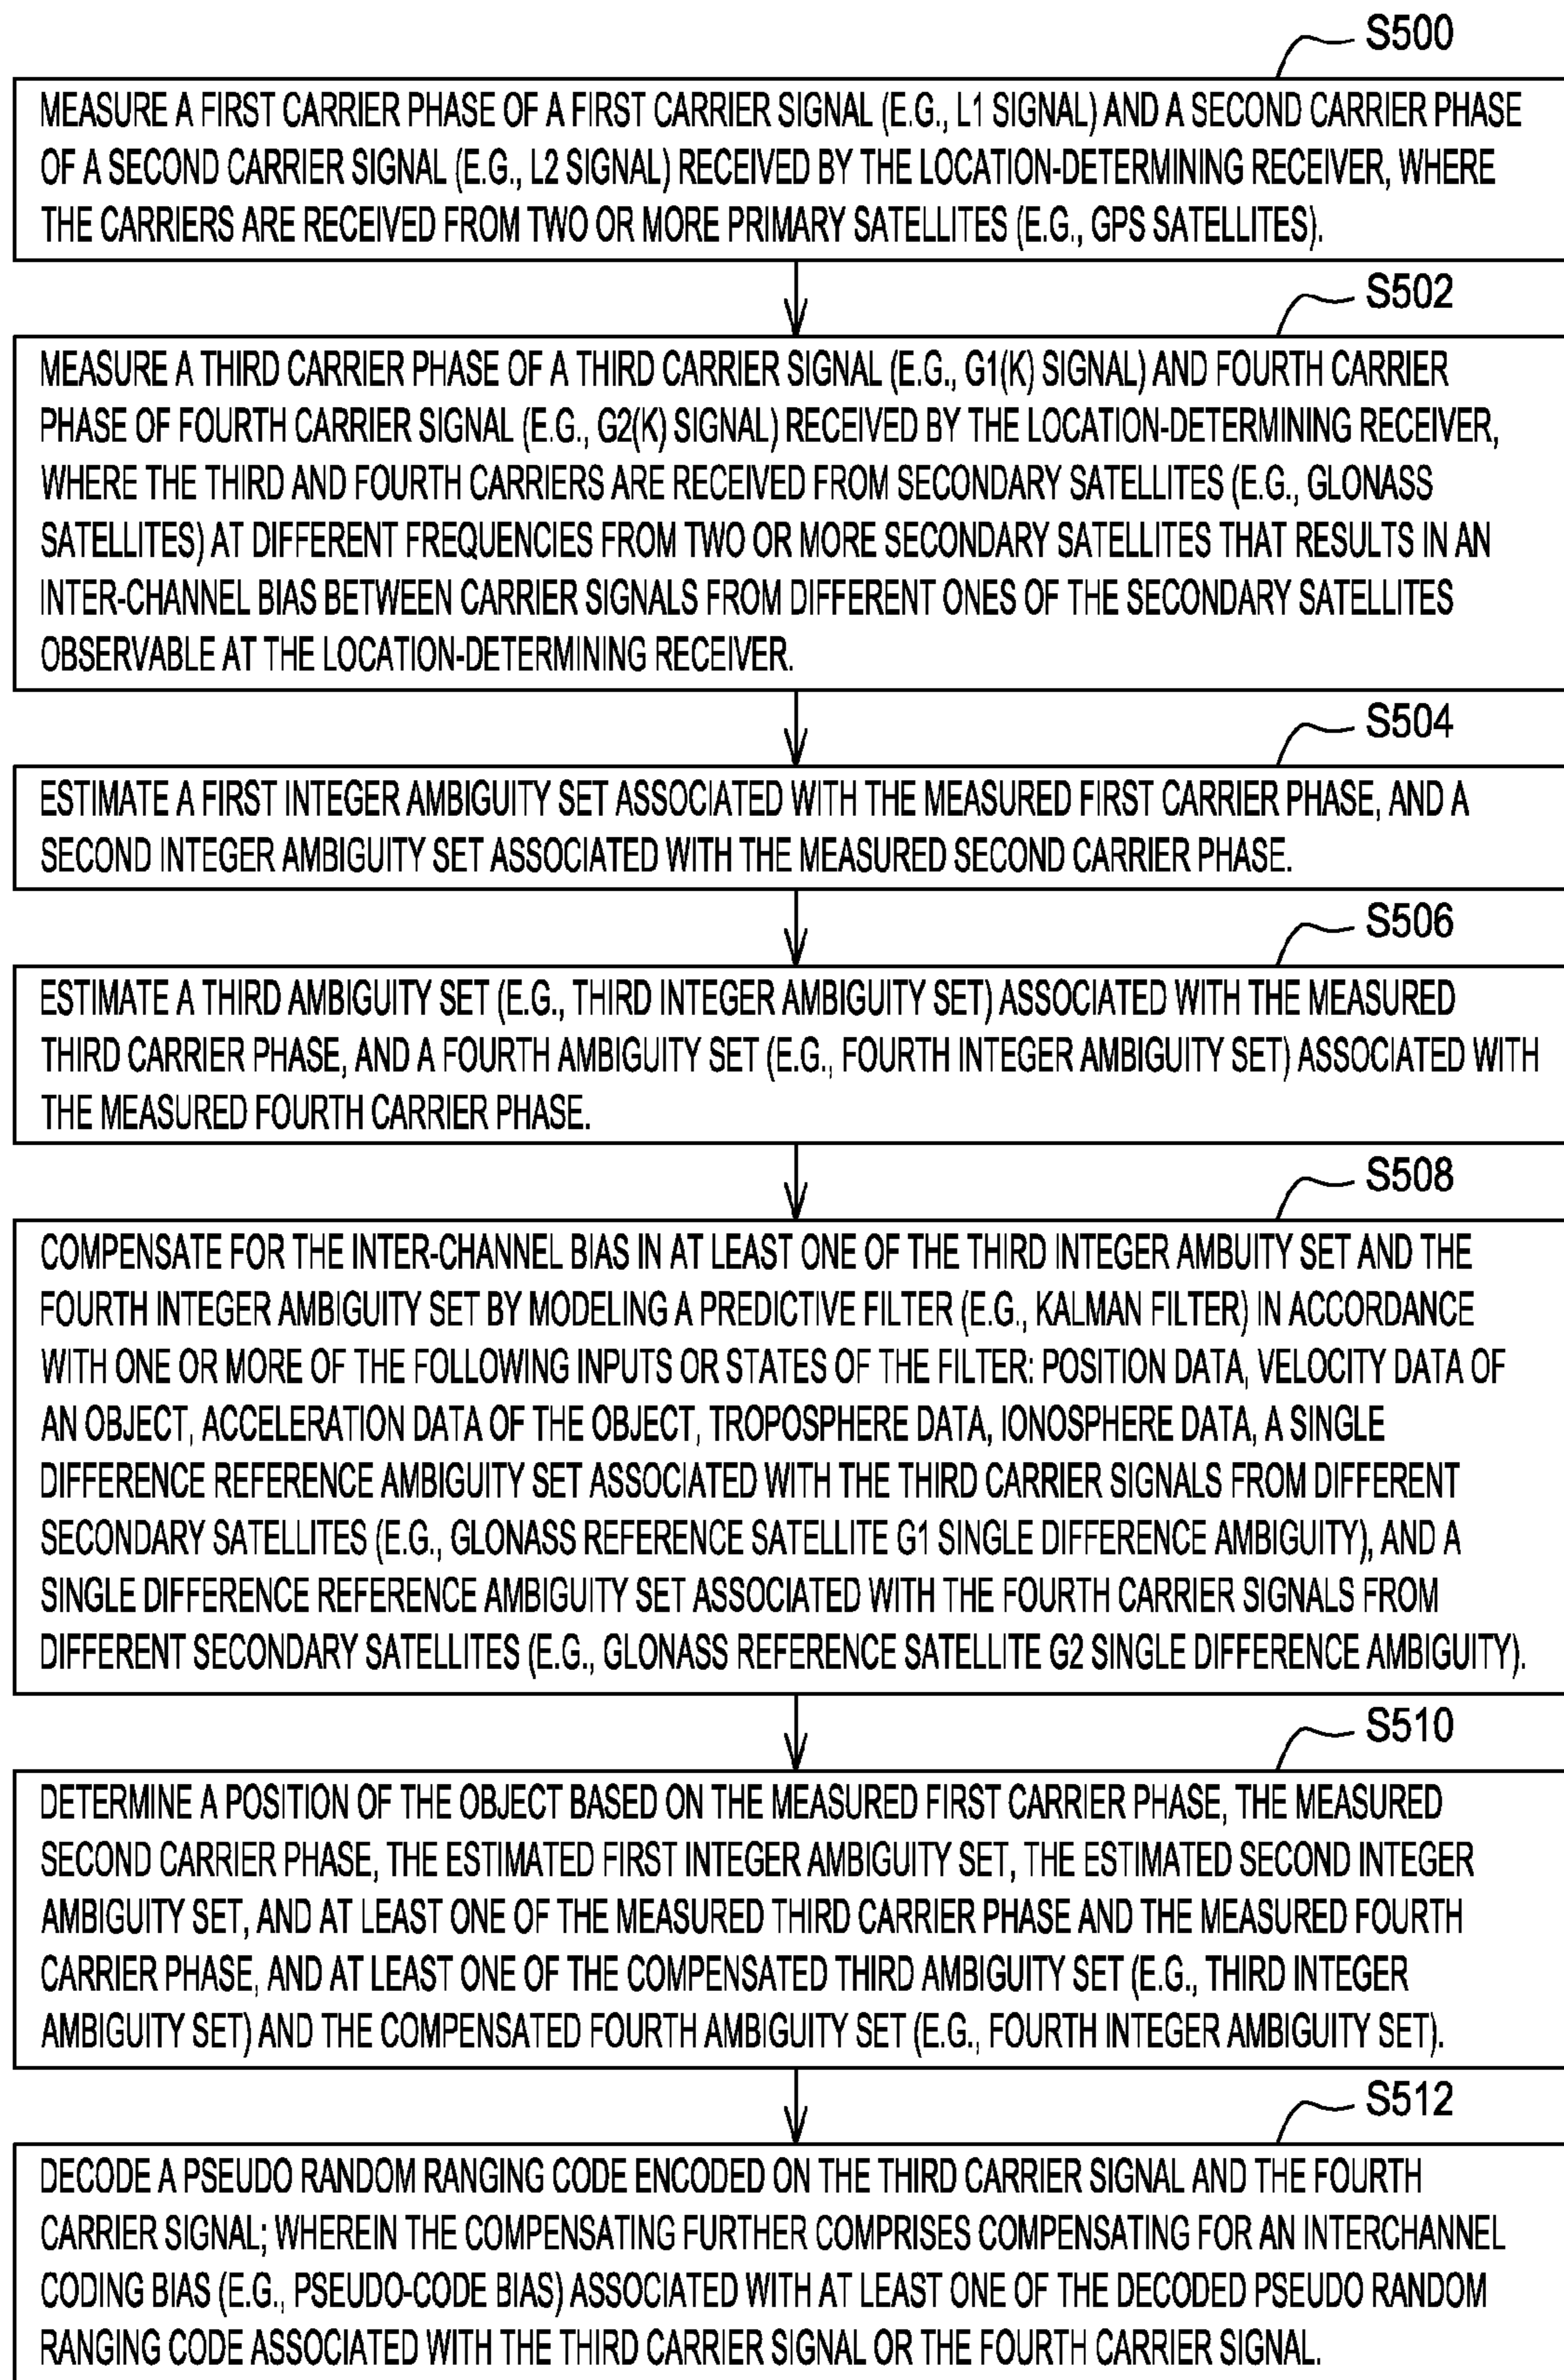 S500
MEASURE A FIRST CARRIER PHASE OF A FIRST CARRIER SIGNAL (E.G., L1 SIGNAL) AND A SECOND CARRIER PHASE
OF A SECOND CARRIER SIGNAL (E.G., L2 SIGNAL) RECEIVED BY THE LOCATION-DETERMINING RECEIVER, WHERE
THE CARRIERS ARE RECEIVED FROM TWO OR MORE PRIMARY SATELLITES (E.G., GPS SATELLITES).
S502
MEASURE A THIRD CARRIER PHASE OF A THIRD CARRIER SIGNAL (E.G., G1(K) SIGNAL) AND FOURTH CARRIER
PHASE OF FOURTH CARRIER SIGNAL (E.G., G2(K) SIGNAL) RECEIVED BY THE LOCATION-DETERMINING RECEIVER,
WHERE THE THIRD AND FOURTH CARRIERS ARE RECEIVED FROM SECONDARY SATELLITES (E.G., GLONASS
SATELLITES) AT DIFFERENT FREQUENCIES FROM TWO OR MORE SECONDARY SATELLITES THAT RESULTS IN AN
INTER-CHANNEL BIAS BETWEEN CARRIER SIGNALS FROM DIFFERENT ONES OF THE SECONDARY SATELLITES
OBSERVABLE AT THE LOCATION-DETERMINING RECEIVER.
S504
ESTIMATE A FIRST INTEGER AMBIGUITY SET ASSOCIATED WITH THE MEASURED FIRST CARRIER PHASE, AND A
SECOND INTEGER AMBIGUITY SET ASSOCIATED WITH THE MEASURED SECOND CARRIER PHASE.
S506
ESTIMATE A THIRD AMBIGUITY SET (E.G., THIRD INTEGER AMBIGUITY SET) ASSOCIATED WITH THE MEASURED
THIRD CARRIER PHASE, AND A FOURTH AMBIGUITY SET (E.G., FOURTH INTEGER AMBIGUITY SET) ASSOCIATED WITH
THE MEASURED FOURTH CARRIER PHASE.
S508
COMPENSATE FOR THE INTER-CHANNEL BIAS IN AT LEAST ONE OF THE THIRD INTEGER AMBUITY SET AND THE
FOURTH INTEGER AMBIGUITY SET BY MODELING A PREDICTIVE FILTER (E.G., KALMAN FILTER) IN ACCORDANCE
WITH ONE OR MORE OF THE FOLLOWING INPUTS OR STATES OF THE FILTER: POSITION DATA, VELOCITY DATA OF
AN OBJECT, ACCELERATION DATA OF THE OBJECT, TROPOSPHERE DATA, IONOSPHERE DATA, A SINGLE
DIFFERENCE REFERENCE AMBIGUITY SET ASSOCIATED WITH THE THIRD CARRIER SIGNALS FROM DIFFERENT
SECONDARY SATELLITES (E.G., GLONASS REFERENCE SATELLITE G1 SINGLE DIFFERENCE AMBIGUITY), AND A
SINGLE DIFFERENCE REFERENCE AMBIGUITY SET ASSOCIATED WITH THE FOURTH CARRIER SIGNALS FROM
DIFFERENT SECONDARY SATELLITES (E.G., GLONASS REFERENCE SATELLITE G2 SINGLE DIFFERENCE AMBIGUITY).
S510
DETERMINE A POSITION OF THE OBJECT BASED ON THE MEASURED FIRST CARRIER PHASE, THE MEASURED
SECOND CARRIER PHASE, THE ESTIMATED FIRST INTEGER AMBIGUITY SET, THE ESTIMATED SECOND INTEGER
AMBIGUITY SET, AND AT LEAST ONE OF THE MEASURED THIRD CARRIER PHASE AND THE MEASURED FOURTH
CARRIER PHASE, AND AT LEAST ONE OF THE COMPENSATED THIRD AMBIGUITY SET (E.G., THIRD INTEGER
AMBIGUITY SET) AND THE COMPENSATED FOURTH AMBIGUITY SET (E.G., FOURTH INTEGER AMBIGUITY SET).
S512
DECODE A PSEUDO RANDOM RANGING CODE ENCODED ON THE THIRD CARRIER SIGNAL AND THE FOURTH
CARRIER SIGNAL; WHEREIN THE COMPENSATING FURTHER COMPRISES COMPENSATING FOR AN INTERCHANNEL
CODING BIAS (E.G., PSEUDO-CODE BIAS) ASSOCIATED WITH AT LEAST ONE OF THE DECODED PSEUDO RANDOM
RANGING CODE ASSOCIATED WITH THE THIRD CARRIER SIGNAL OR THE FOURTH CARRIER SIGNAL.